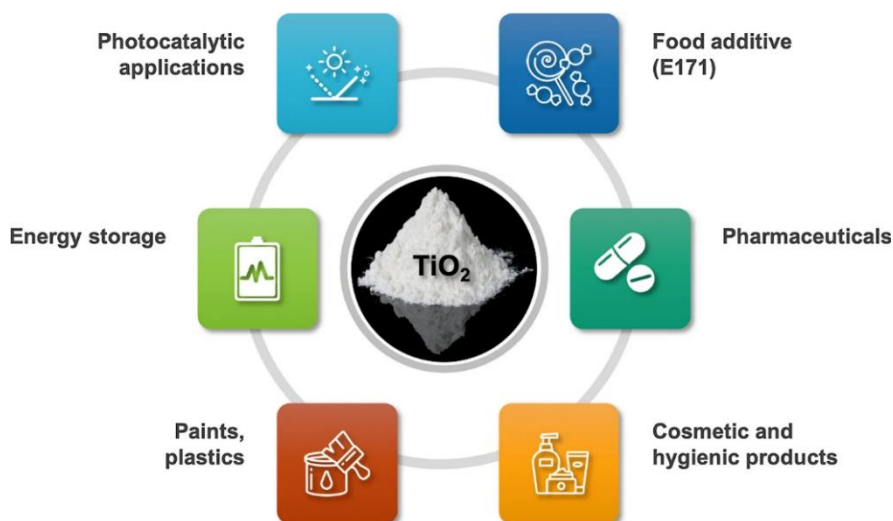 Photocatalytic
applications
Food additive
(E171)
Energy storage
TiO₂
Pharmaceuticals
Paints,
plastics
Cosmetic and
hygienic products